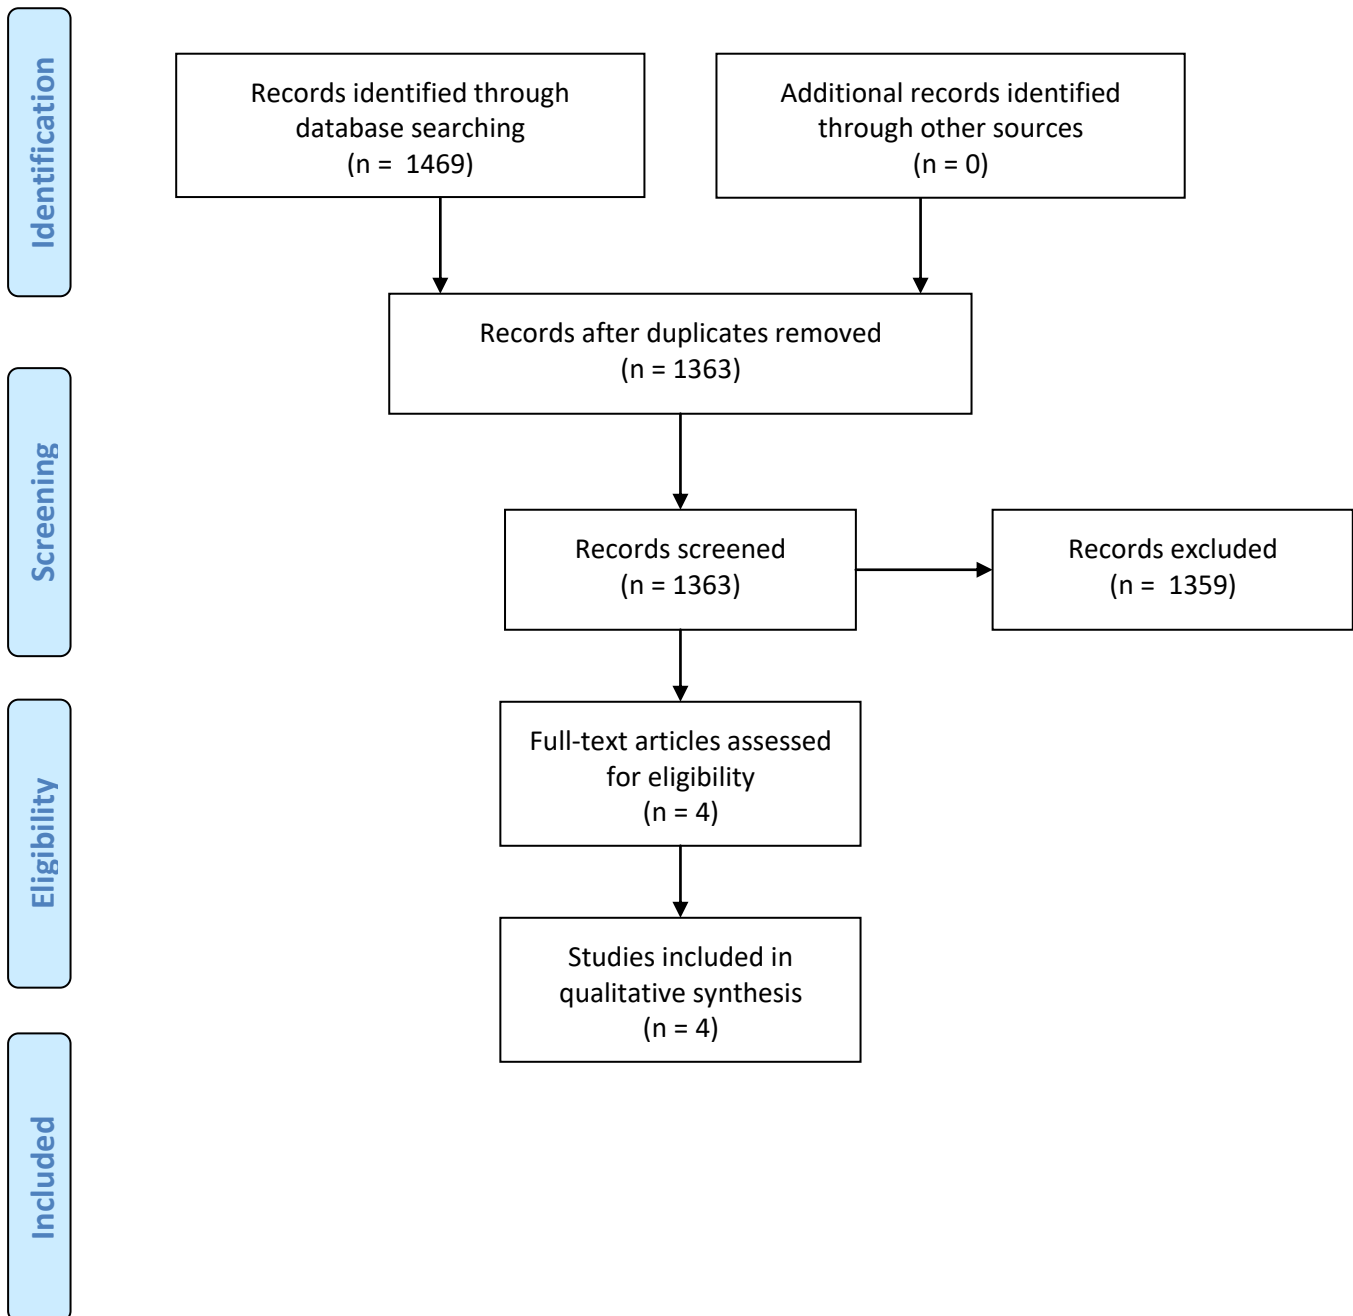 Identification
Records identified through
database searching
(n =  1469)
Additional records identified
through other sources
(n = 0)
Records after duplicates removed
(n = 1363)
Screening
Records screened
(n = 1363)
Records excluded
(n =  1359)
Eligibility
Full-text articles assessed
for eligibility
(n = 4)
Studies included in
qualitative synthesis
(n = 4)
Included